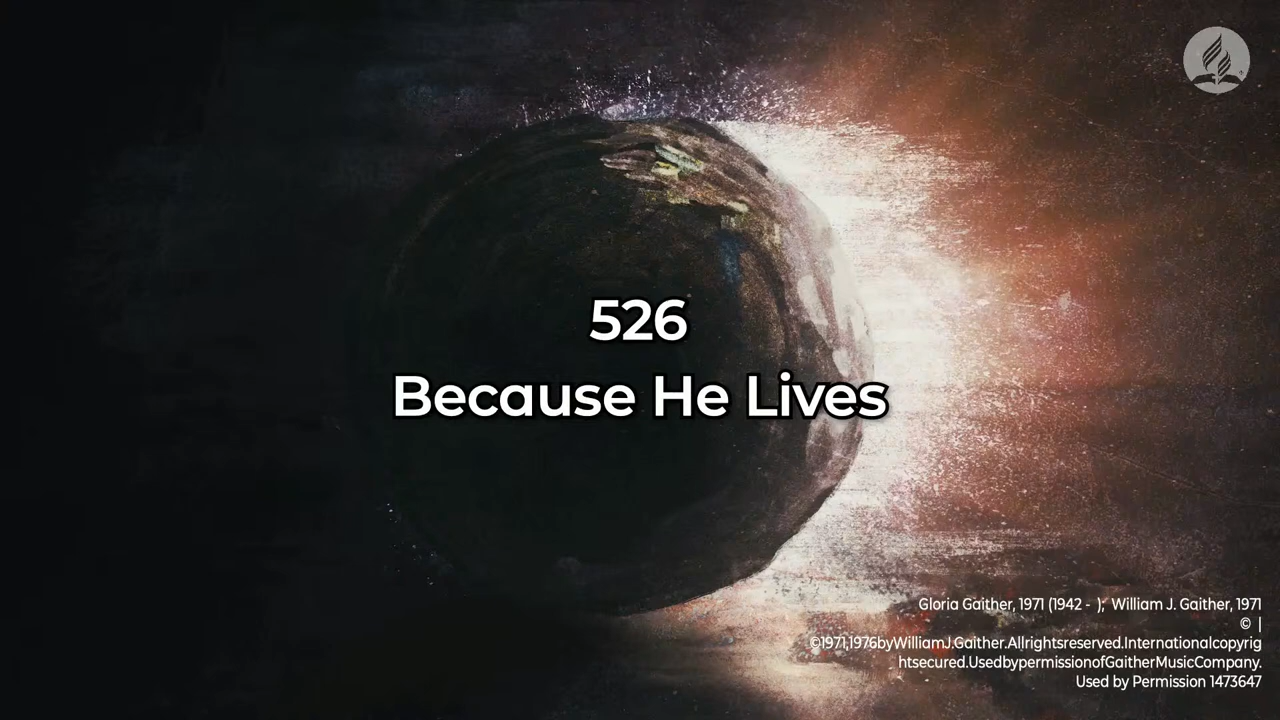 526
Because He Lives
Gloria Gaither, 1971 (1942 - ); William J. Gaither, 1971
© |
©1971,1976byWilliamJ.Gaither.Allrightsreserved.Internationalcopyrig
htsecured.UsedbypermissionofGaitherMusicCompany.
Used by Permission 1473647